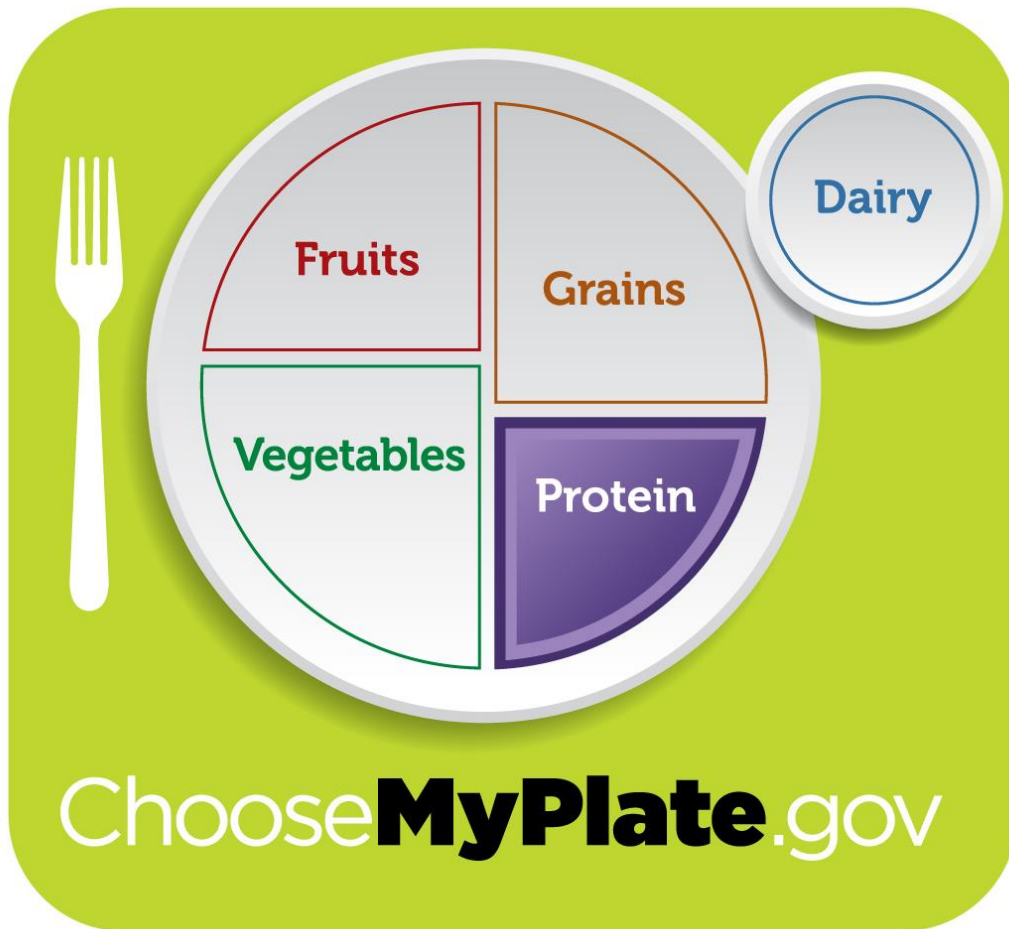 Dairy
Fruits
Grains
Vegetables
Protein
ChooseMyPlate.gov